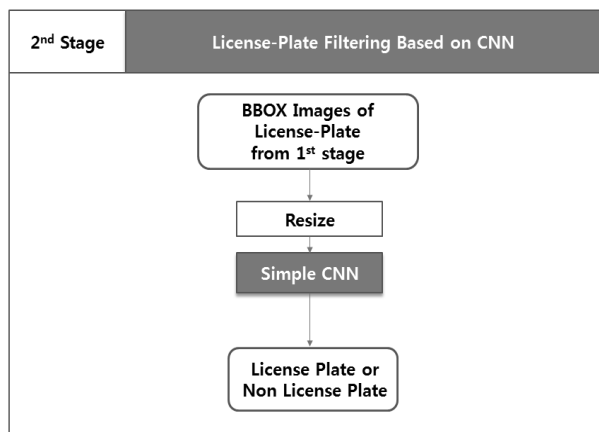 2nd Stage
License-Plate Filtering Based on CNN
BBOX Images of
License-Plate
from 1st stage
Resize
Simple CNN
License Plate or
Non License Plate